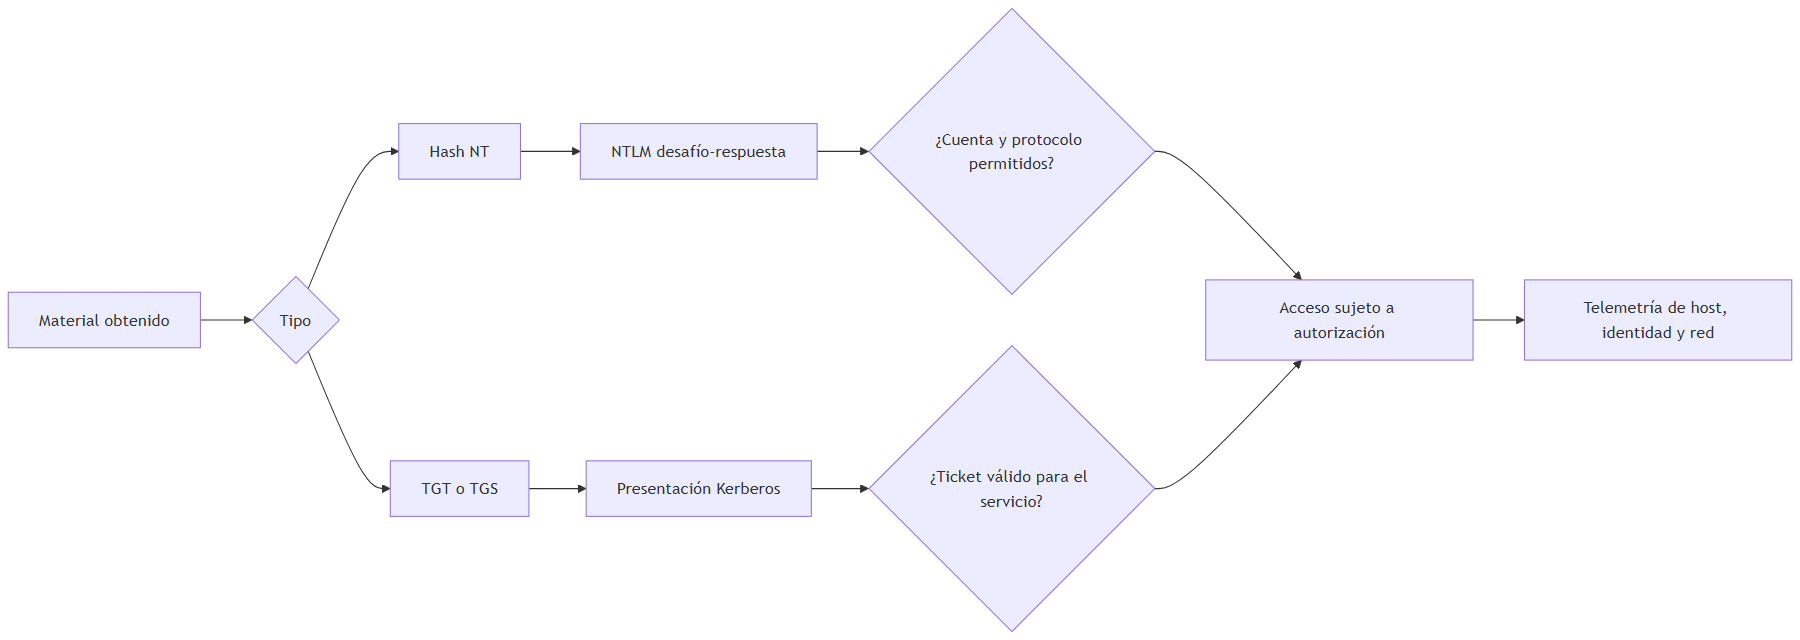 Material obtenido
Tipo
Hash NT
NTLM desafío-respuesta
¿Cuenta y protocolo
permitidos?
TGT o TGS
Presentación Kerberos
¿Ticket válido para el
servicio?
Acceso sujeto a
autorización
Telemetría de host,
identidad y red